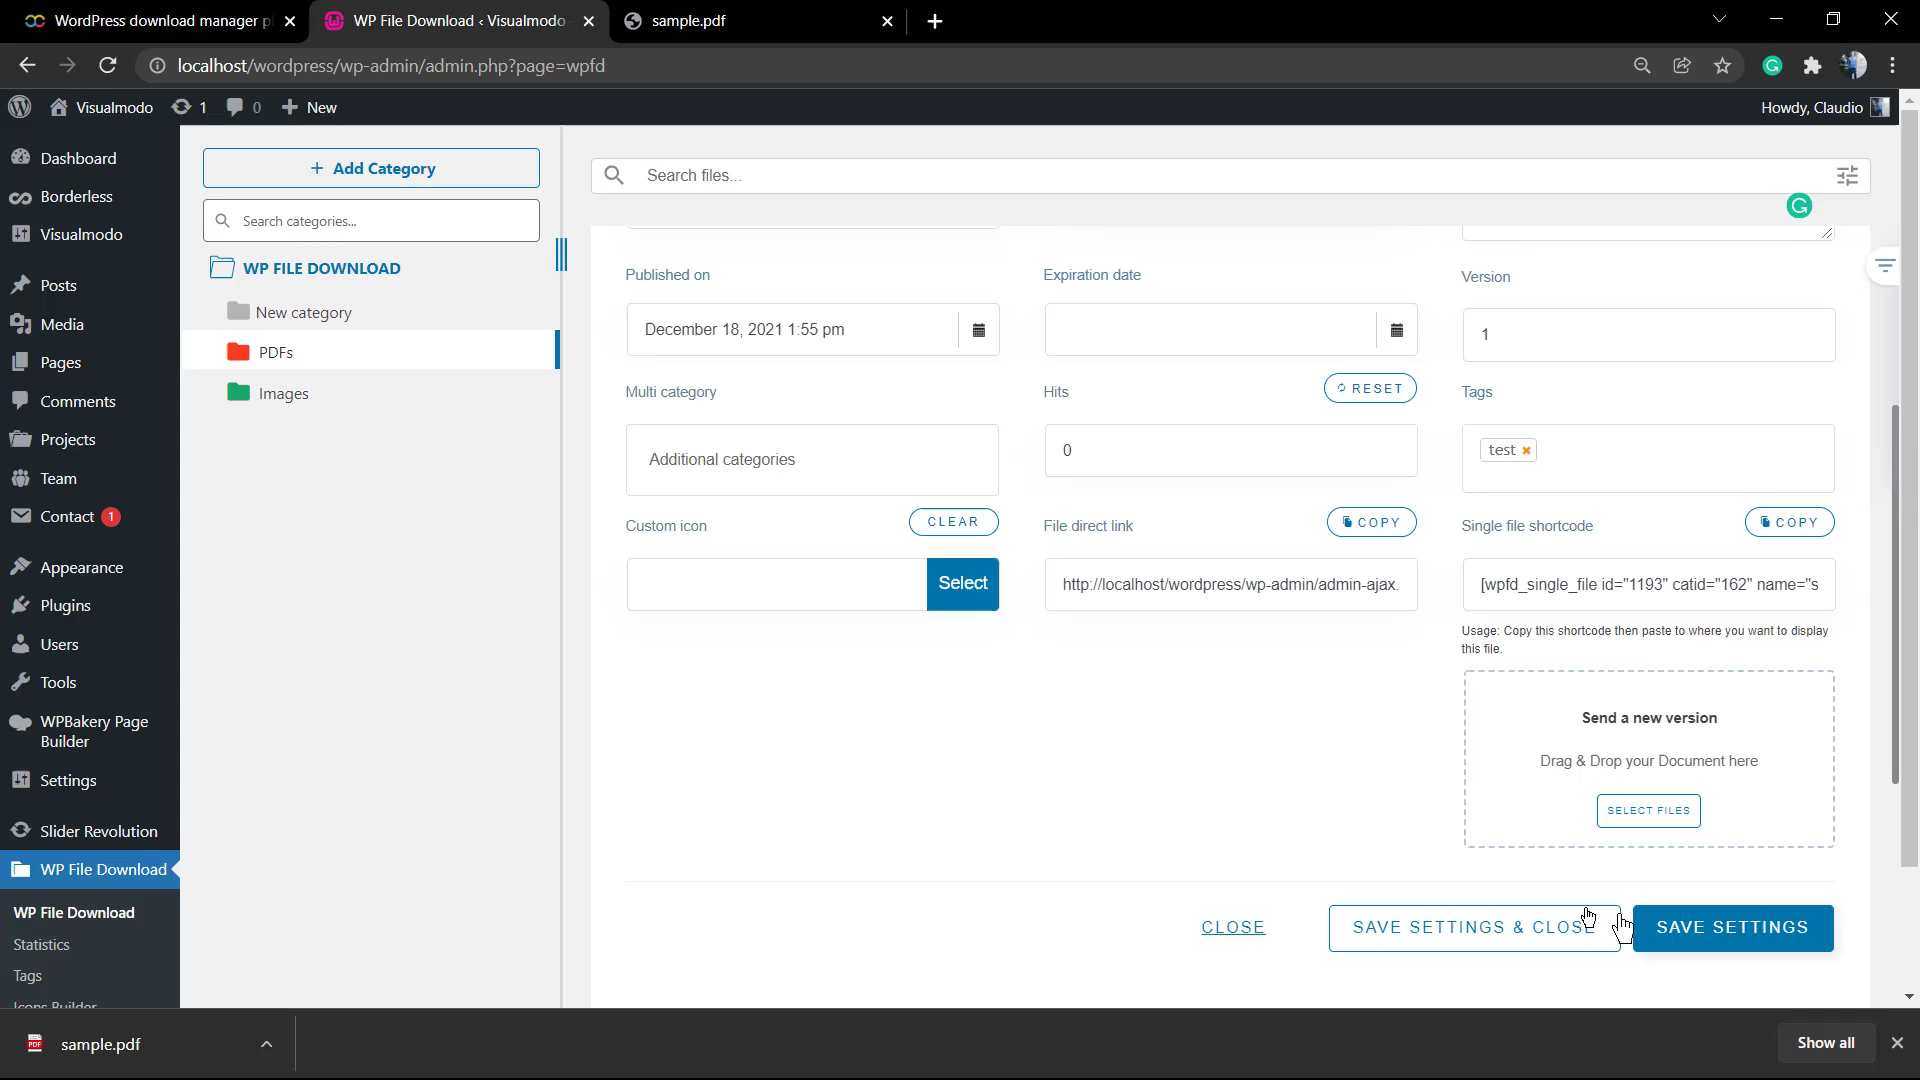 WordPress download manager p
WP File Download ‹ Visualmodo
sample.pdf
localhost/wordpress/wp-admin/admin.php?page=wpfd
Visualmodo
1
0
New
Howdy, Claudio
Dashboard
Borderless
Visualmodo
Posts
Media
Pages
Comments
Projects
Team
Contact 1
Appearance
Plugins
Users
Tools
WPBakery Page
Builder
Settings
Slider Revolution
WP File Download
WP File Download
Statistics
Tags
Icons Builder
+ Add Category
Search categories...
WP FILE DOWNLOAD
New category
PDFs
Images
Search files...
Published on
Expiration date
Version
December 18, 2021 1:55 pm
1
Multi category
Hits
RESET
Tags
Additional categories
0
test ×
Custom icon
CLEAR
File direct link
COPY
Single file shortcode
COPY
Select
http://localhost/wordpress/wp-admin/admin-ajax.
[wpfd_single_file id="1193" catid="162" name="s
Usage: Copy this shortcode then paste to where you want to display
this file.
Send a new version
Drag & Drop your Document here
SELECT FILES
CLOSE
SAVE SETTINGS & CLOSE
SAVE SETTINGS
sample.pdf
Show all